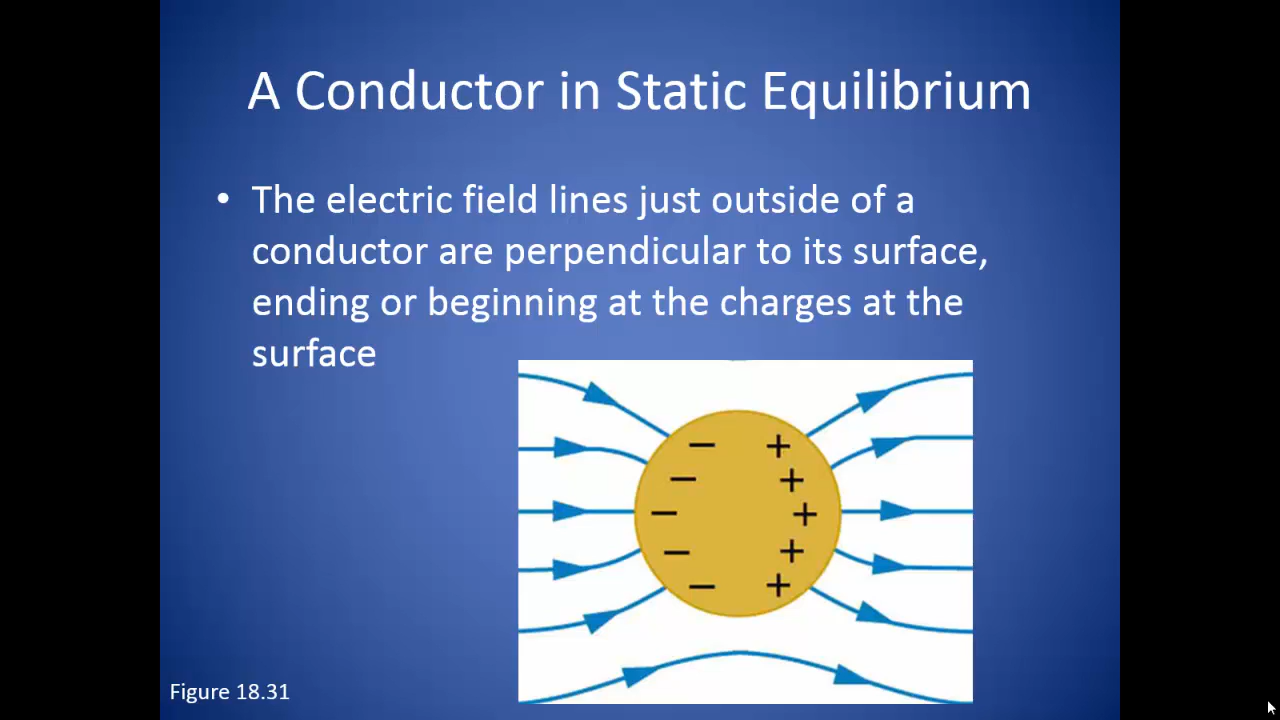 A Conductor in Static Equilibrium
• The electric field lines just outside of a
conductor are perpendicular to its surface,
ending or beginning at the charges at the
surface
− +
− +
− +
− +
− +
Figure 18.31